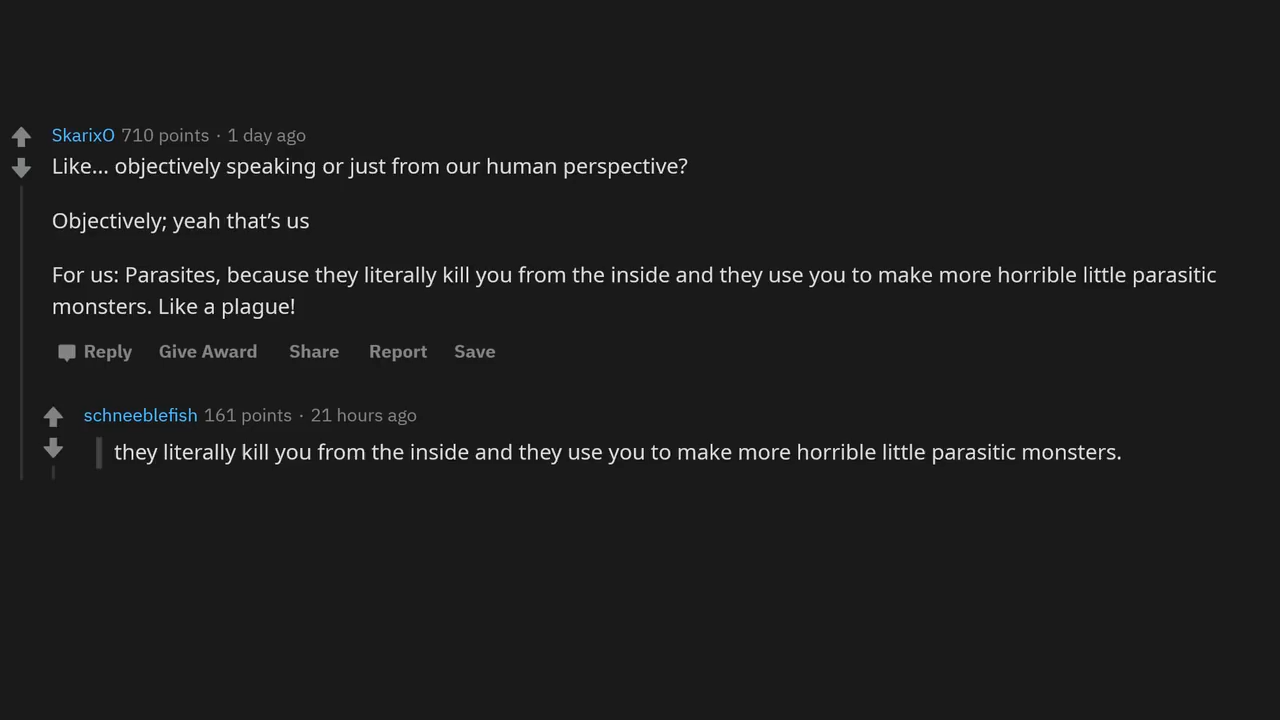 SkarixO 710 points · 1 day ago
Like... objectively speaking or just from our human perspective?
Objectively; yeah that’s us
For us: Parasites, because they literally kill you from the inside and they use you to make more horrible little parasitic
monsters. Like a plague!
Reply Give Award Share Report Save
schneeblefish 161 points · 21 hours ago
they literally kill you from the inside and they use you to make more horrible little parasitic monsters.